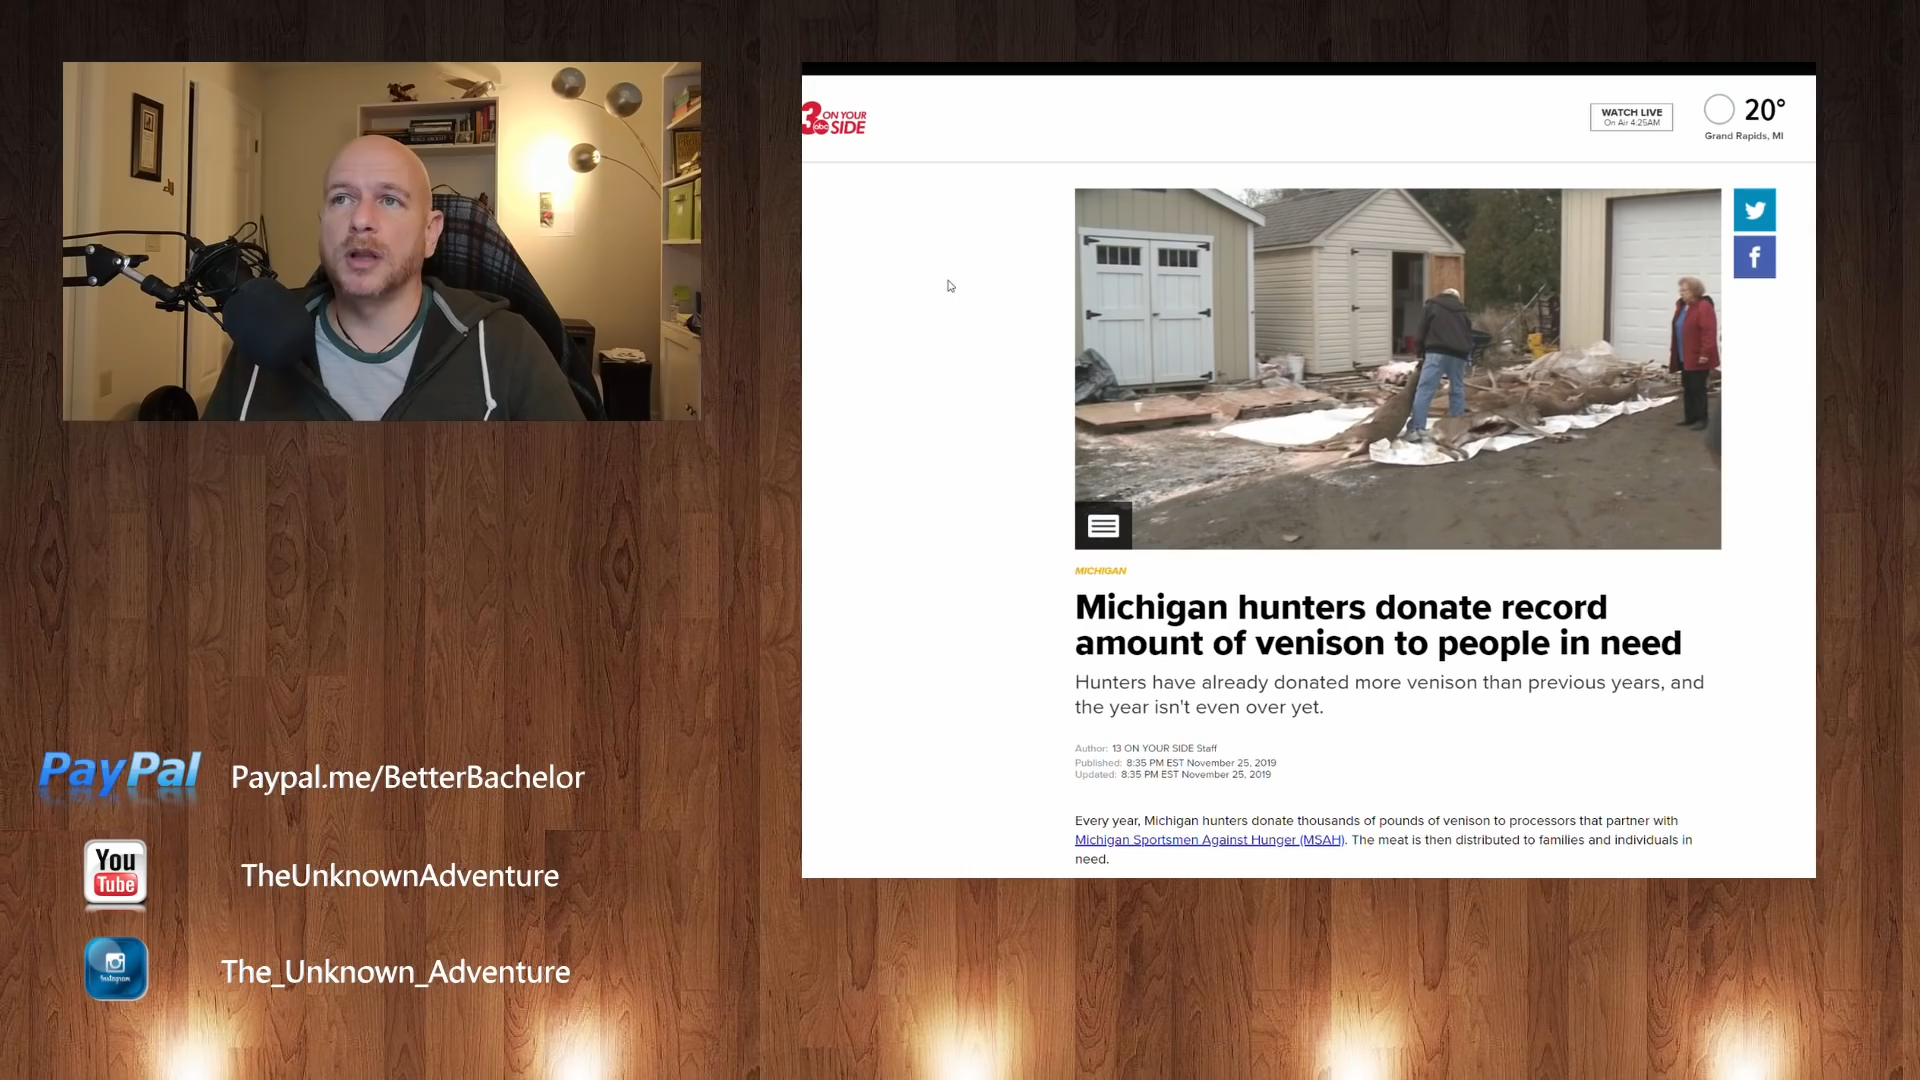 3 ON YOUR
abc SIDE
WATCH LIVE
On Air 4:25AM
20°
Grand Rapids, MI
MICHIGAN
Michigan hunters donate record
amount of venison to people in need
Hunters have already donated more venison than previous years, and
the year isn't even over yet.
Author: 13 ON YOUR SIDE Staff
Published: 8:35 PM EST November 25, 2019
Updated: 8:35 PM EST November 25, 2019
Every year, Michigan hunters donate thousands of pounds of venison to processors that partner with
Michigan Sportsmen Against Hunger (MSAH). The meat is then distributed to families and individuals in
need.
PayPal Paypal.me/BetterBachelor
You
Tube
TheUnknownAdventure
Instagram
The_Unknown_Adventure